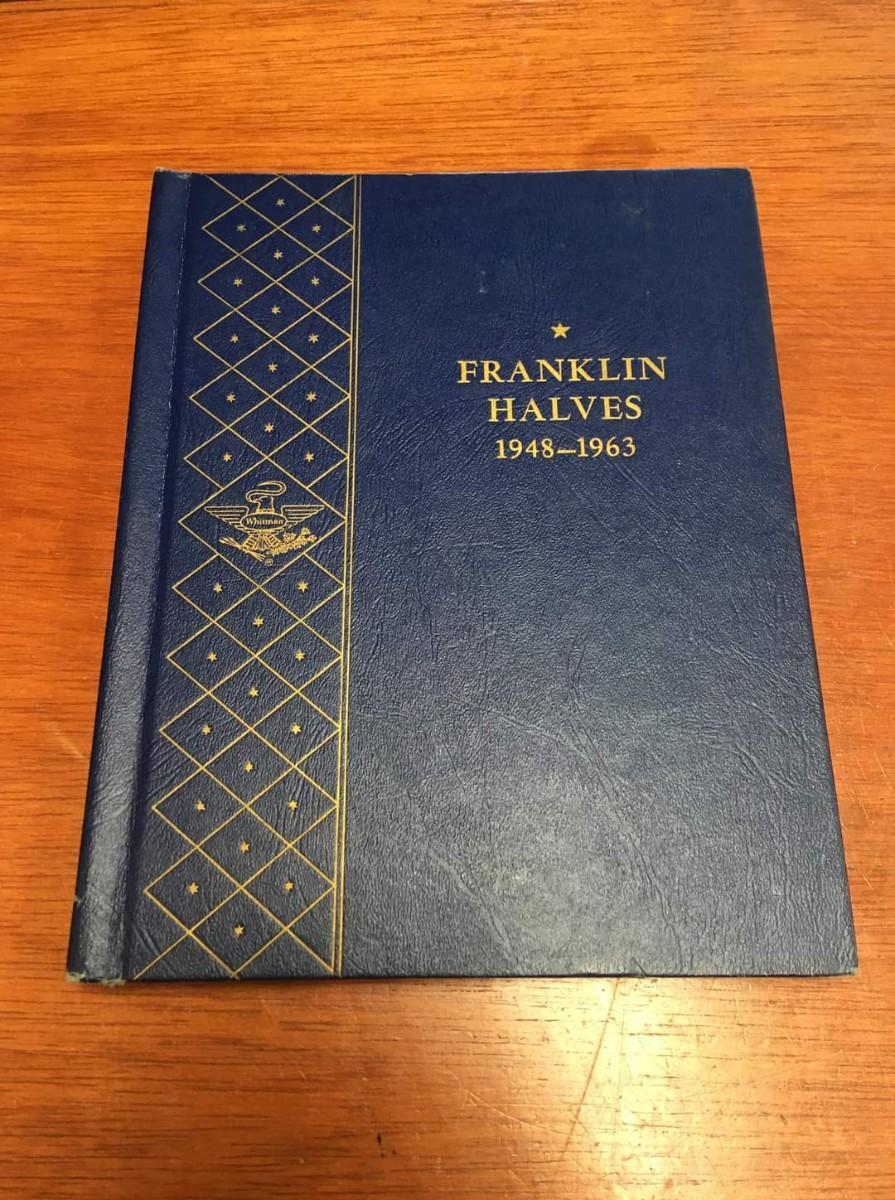 FRANKLIN
HALVES
1948–1963
Whitman
®